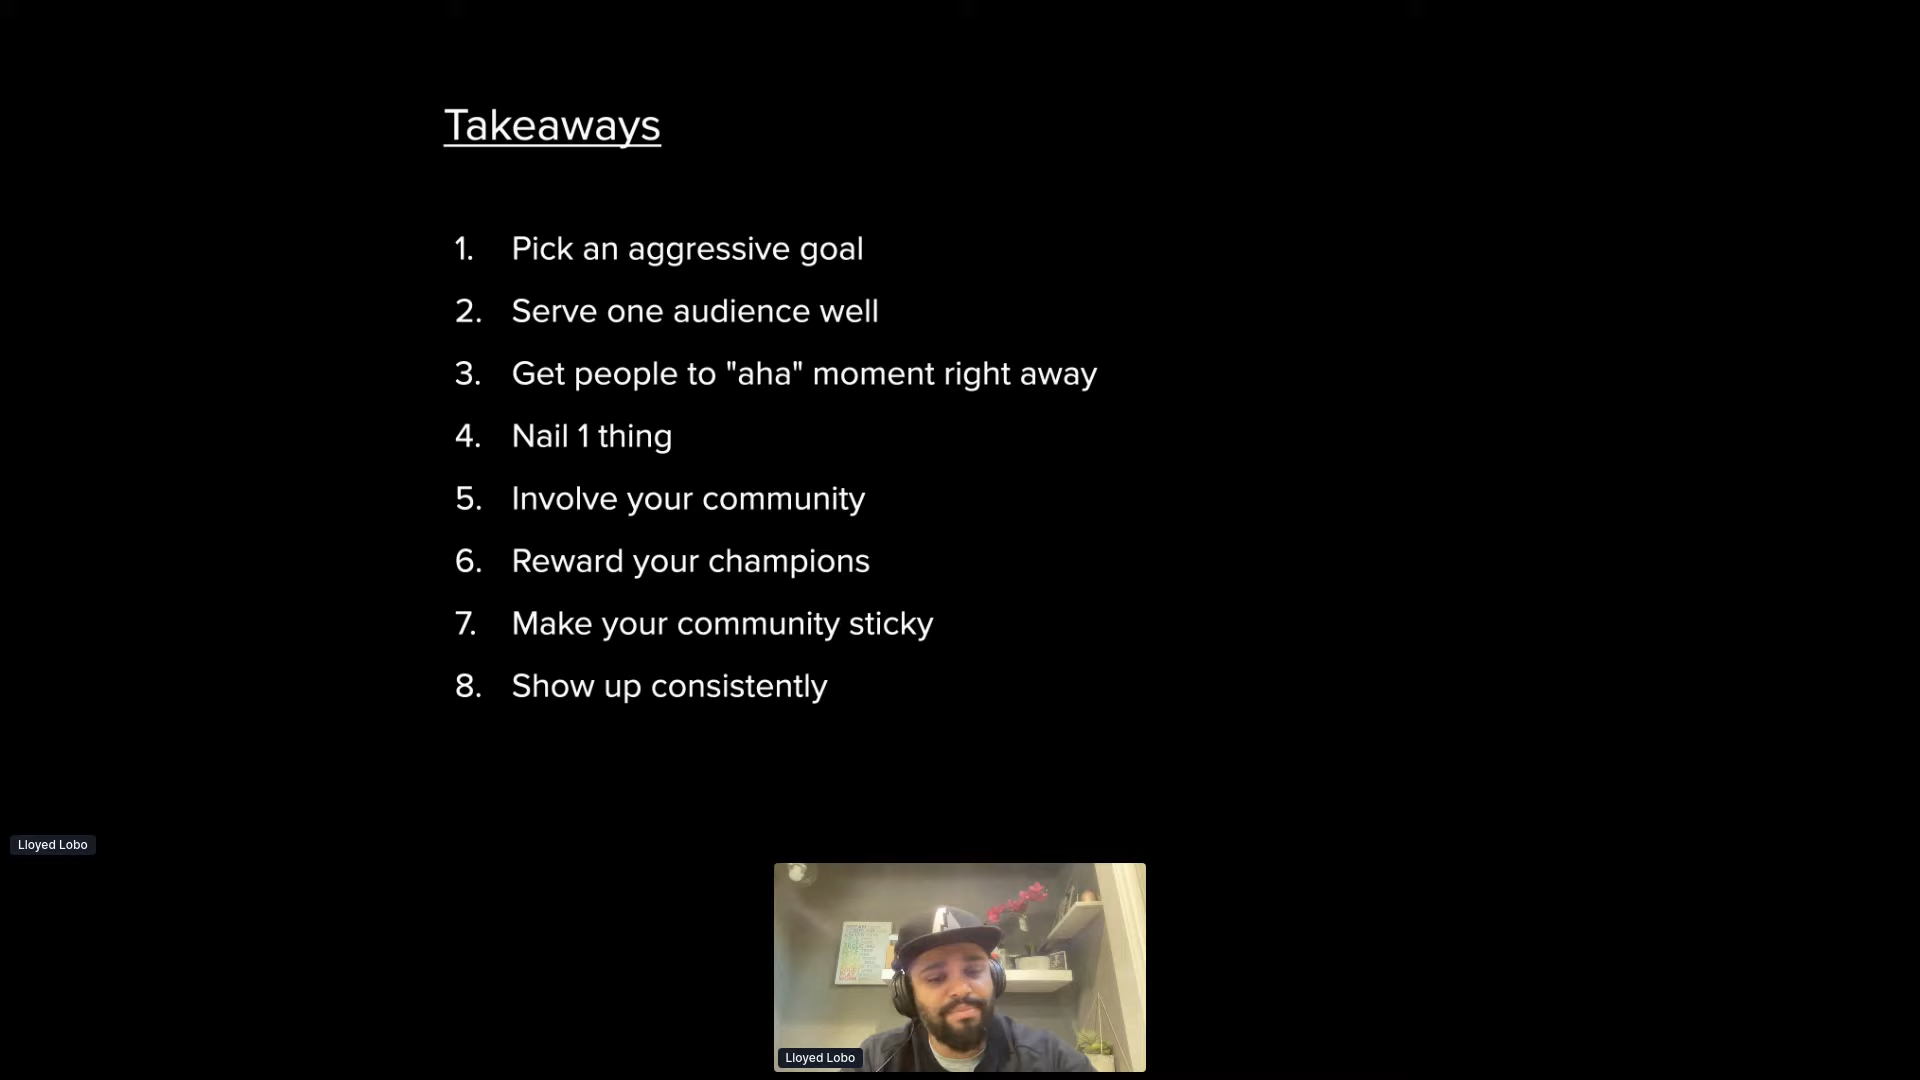 Takeaways
1. Pick an aggressive goal
2. Serve one audience well
3. Get people to "aha" moment right away
4. Nail 1 thing
5. Involve your community
6. Reward your champions
7. Make your community sticky
8. Show up consistently
Lloyed Lobo
Lloyed Lobo